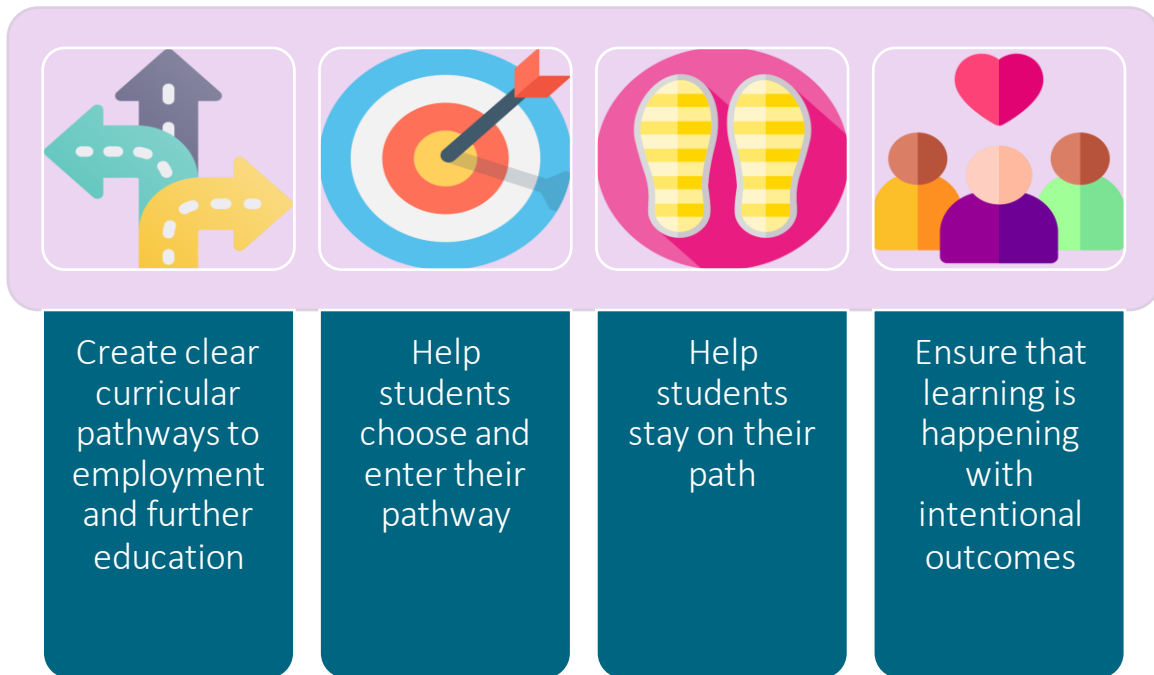 Create clear
curricular
pathways to
employment
and further
education
Help
students
choose and
enter their
pathway
Help
students
stay on their
path
Ensure that
learning is
happening
with
intentional
outcomes